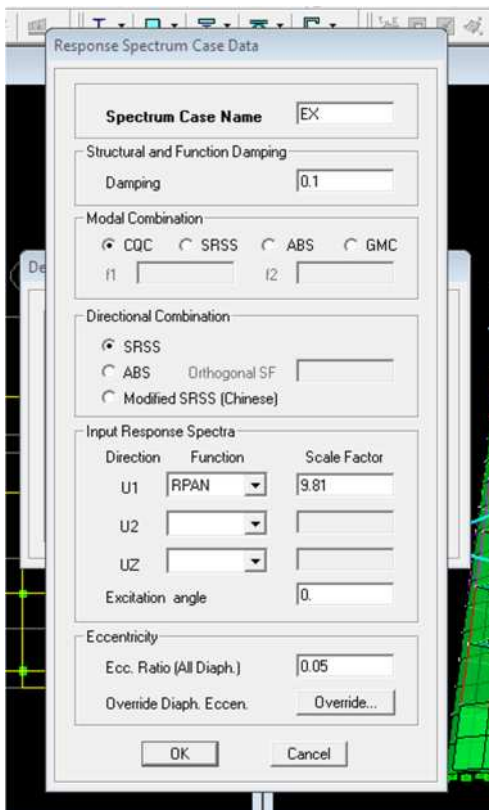 Response Spectrum Case Data
Spectrum Case Name EX
Structural and Function Damping
Damping 0.1
Modal Combination
CQC SRSS ABS GMC
f1 f2
De
Directional Combination
SRSS
ABS Orthogonal SF
Modified SRSS (Chinese)
Input Response Spectra
Direction Function Scale Factor
U1 RPAN 9.81
U2
UZ
Excitation angle 0.
Eccentricity
Ecc. Ratio (All Diaph.) 0.05
Override Diaph. Eccen. Override...
OK Cancel